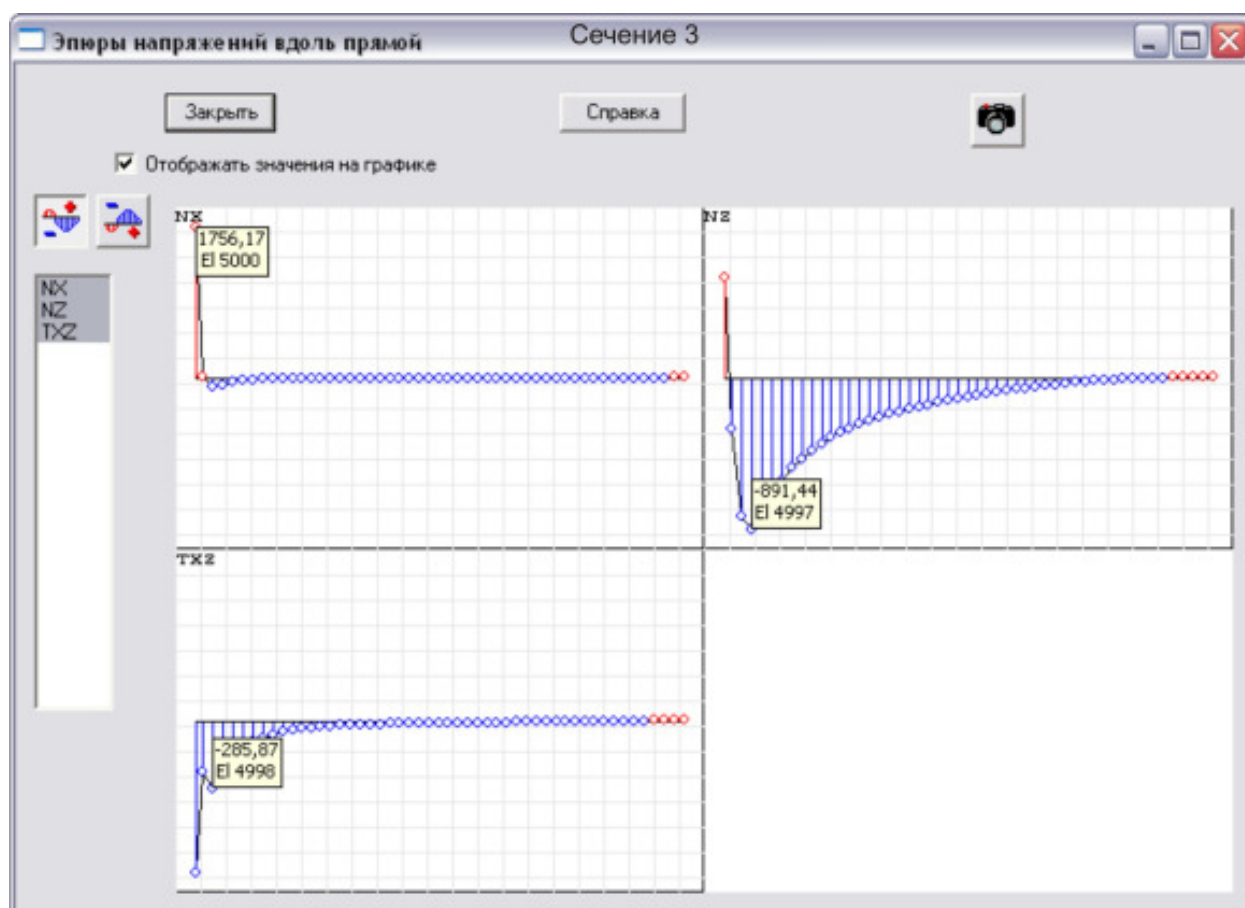 Эпюры напряжений вдоль прямой
Сечение 3
Закрыть
Справка
Отображать значения на графике
NX
NZ
TXZ
NX
1756,17
El 5000
NZ
-891,44
El 4997
TXZ
-285,87
El 4998